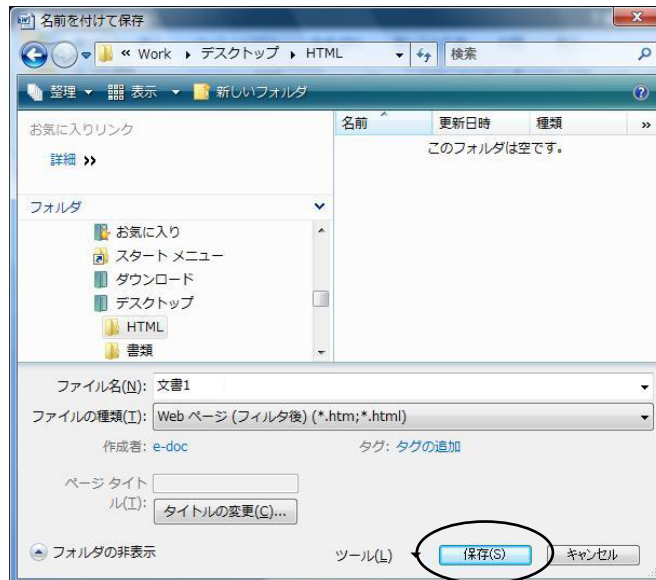 名前を付けて保存
« Work ▸ デスクトップ ▸ HTML 検索
整理 表示 新しいフォルダ
お気に入りリンク
詳細 »
名前 更新日時 種類 »
このフォルダは空です。
フォルダ
お気に入り
スタート メニュー
ダウンロード
デスクトップ
HTML
書類
ファイル名(N): 文書1
ファイルの種類(T): Web ページ (フィルタ後) (*.htm;*.html)
作成者: e-doc タグ: タグの追加
ページ タイト
ル(I):
タイトルの変更(C)...
フォルダの非表示 ツール(L) 保存(S) キャンセル